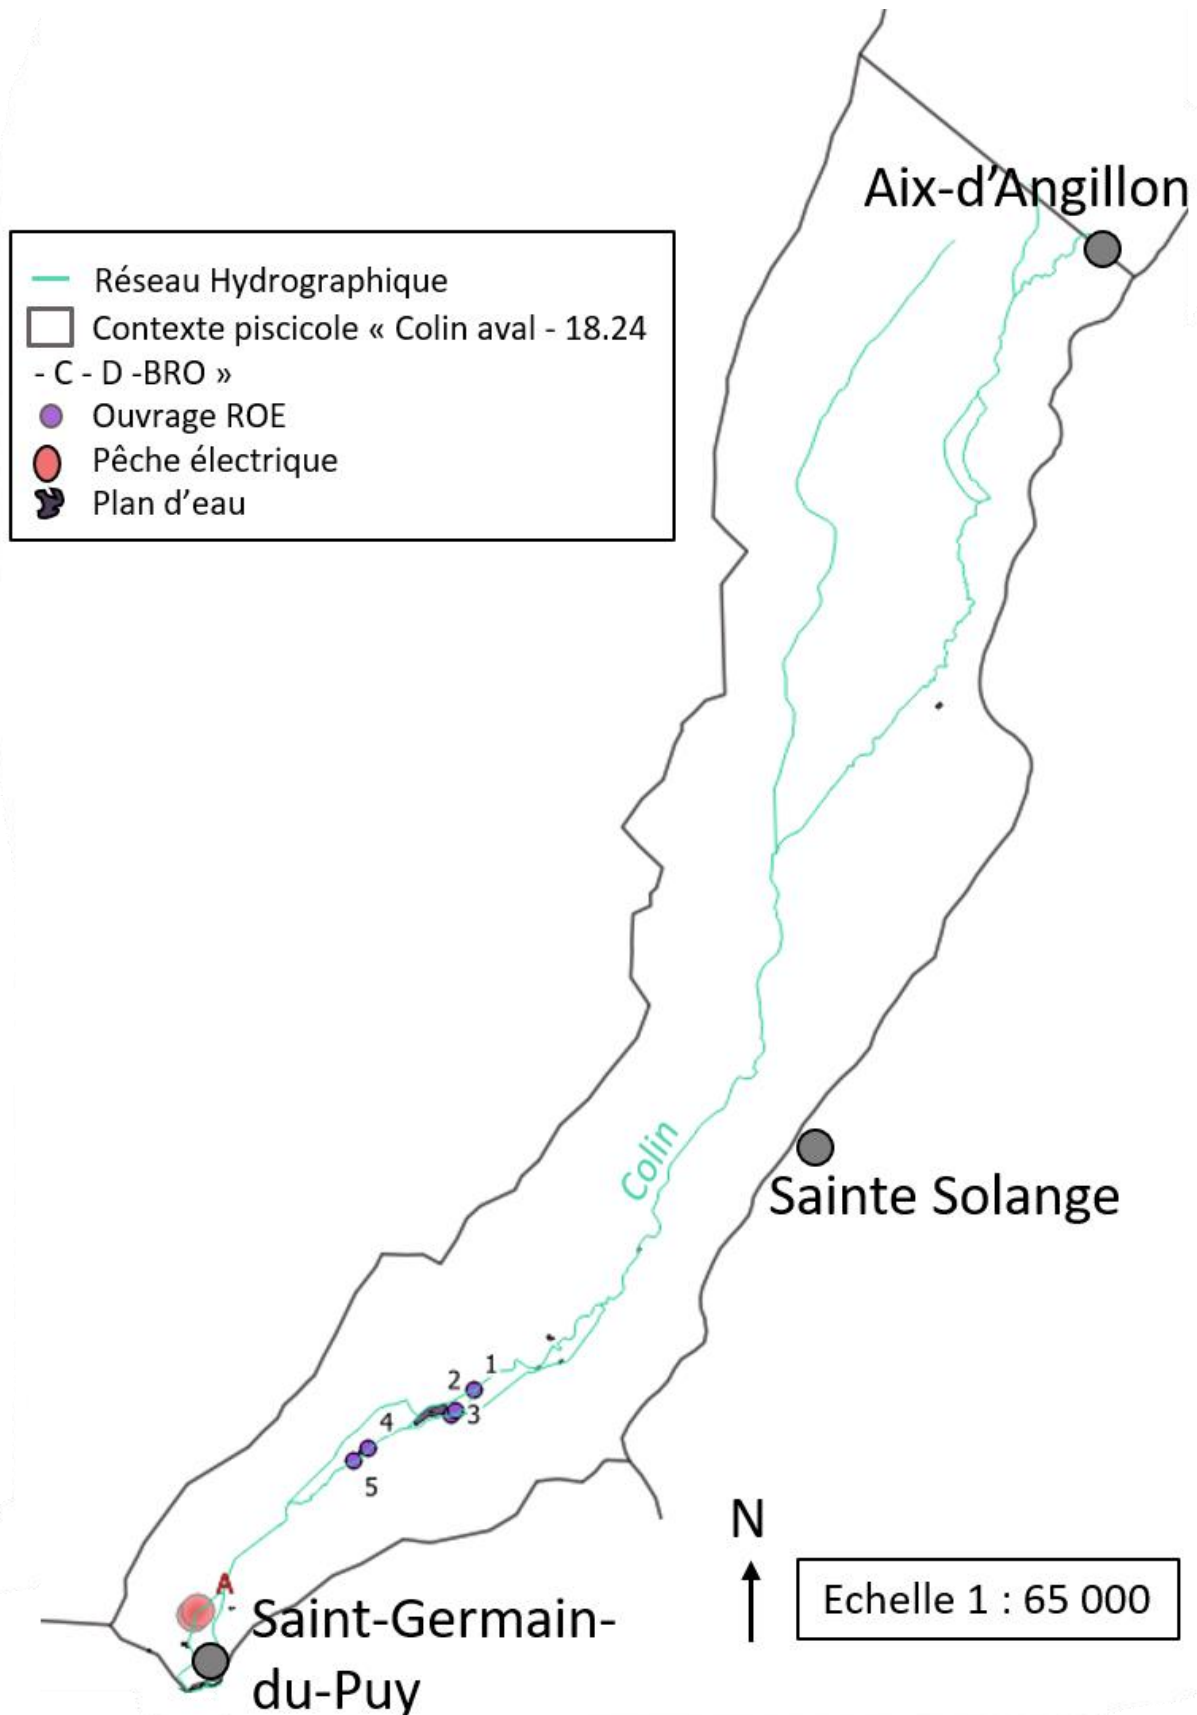 Aix-d'Angillon
Réseau Hydrographique
Contexte piscicole « Colin aval - 18.24
- C - D -BRO »
Ouvrage ROE
Pêche électrique
Plan d'eau
Colin
Sainte Solange
1
2
3
4
5
N
Echelle 1 : 65 000
A
Saint-Germain-
du-Puy